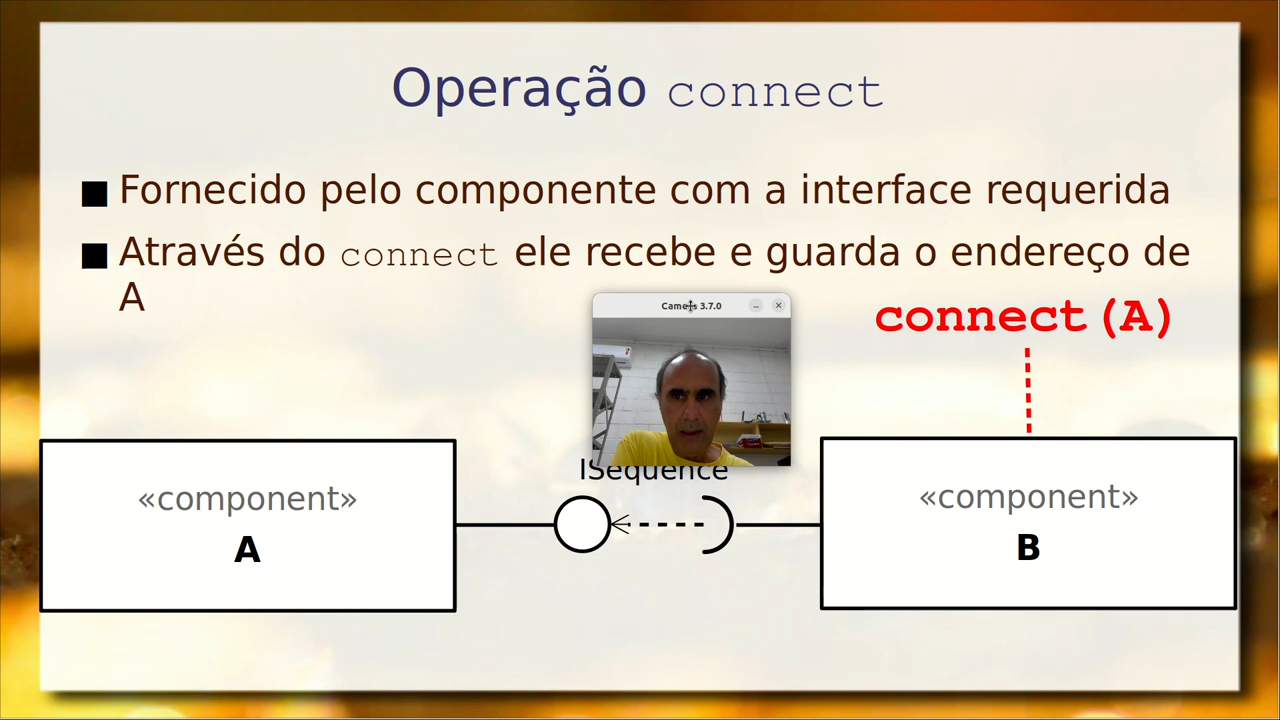 Operação connect
Fornecido pelo componente com a interface requerida
Através do connect ele recebe e guarda o endereço de
A
3.7.0
connect(A)
ISequence
«component»
A
«component»
B